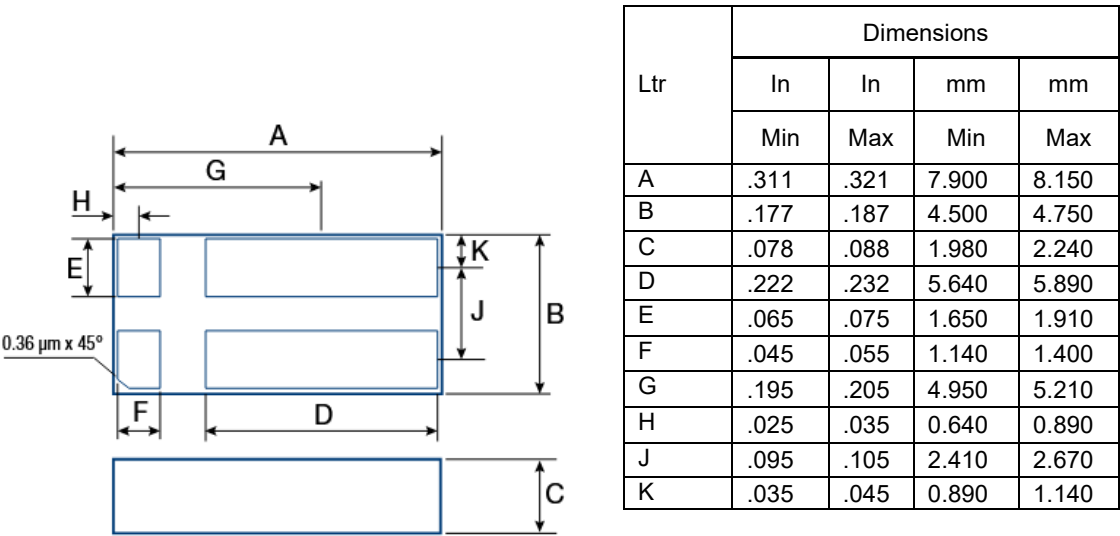 A
G
H
E
K
J
B
0.36 µm x 45°
F
D
C
Ltr Dimensions
In In mm mm
Min Max Min Max
A .311 .321 7.900 8.150
B .177 .187 4.500 4.750
C .078 .088 1.980 2.240
D .222 .232 5.640 5.890
E .065 .075 1.650 1.910
F .045 .055 1.140 1.400
G .195 .205 4.950 5.210
H .025 .035 0.640 0.890
J .095 .105 2.410 2.670
K .035 .045 0.890 1.140